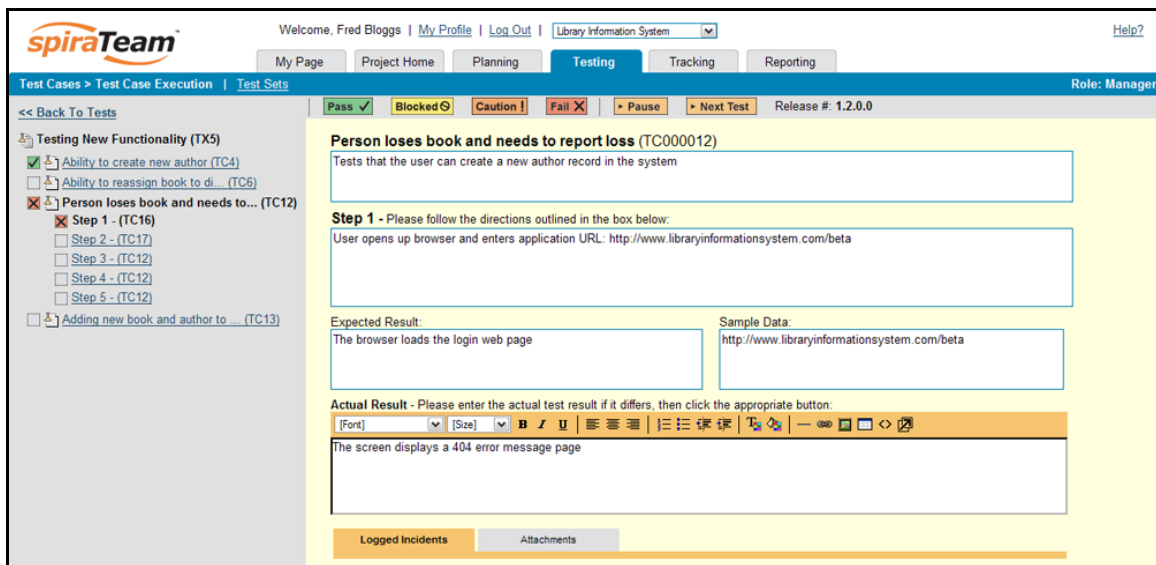 spiraTeam
Welcome, Fred Bloggs | My Profile | Log Out | Library Information System
Help?
My Page Project Home Planning Testing Tracking Reporting
Test Cases > Test Case Execution | Test Sets
Role: Manager
<< Back To Tests
Pass Blocked Caution ! Fail Pause Next Test Release #: 1.2.0.0
Testing New Functionality (TX5)
Ability to create new author (TC4)
Ability to reassign book to di... (TC6)
Person loses book and needs to... (TC12)
Step 1 - (TC16)
Step 2 - (TC17)
Step 3 - (TC12)
Step 4 - (TC12)
Step 5 - (TC12)
Adding new book and author to ... (TC13)
Person loses book and needs to report loss (TC000012)
Tests that the user can create a new author record in the system
Step 1 - Please follow the directions outlined in the box below:
User opens up browser and enters application URL: http://www.libraryinformationsystem.com/beta
Expected Result:
The browser loads the login web page
Sample Data:
http://www.libraryinformationsystem.com/beta
Actual Result - Please enter the actual test result if it differs, then click the appropriate button:
[Font] [Size] B I U
The screen displays a 404 error message page
Logged Incidents Attachments